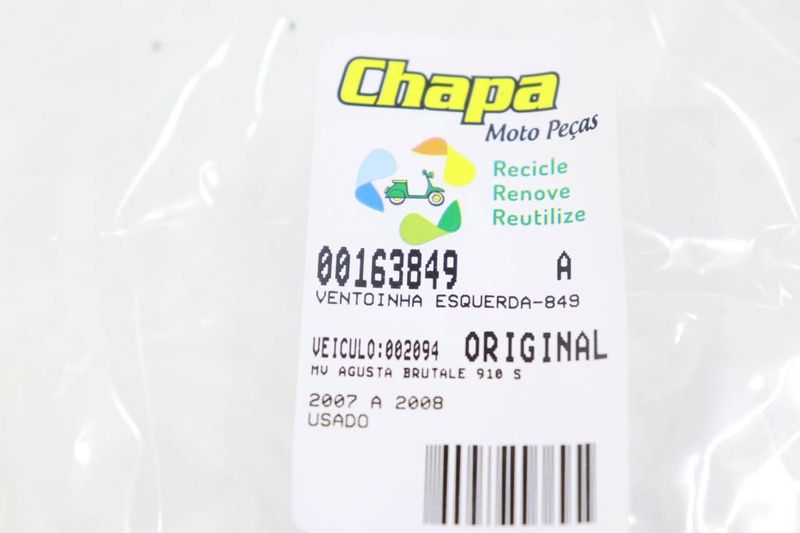 Chapa
Moto Peças
Recicle
Renove
Reutilize
00163849 A
VENTOINHA ESQUERDA-849
VEICULO:002094 ORIGINAL
MV AGUSTA BRUTALE 910 S
2007 A 2008
USADO